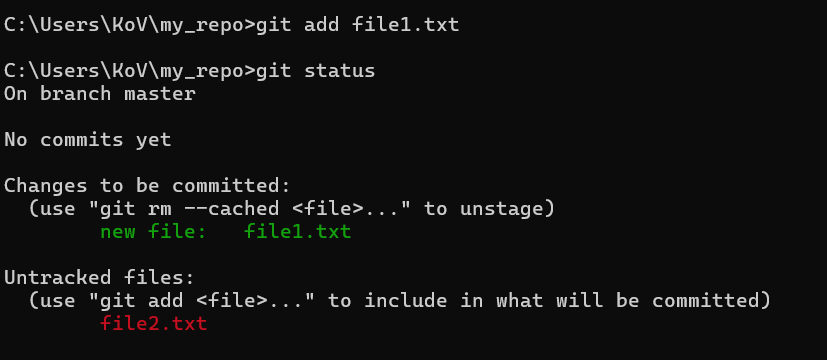 C:\Users\KoV\my_repo>git add file1.txt
C:\Users\KoV\my_repo>git status
On branch master
No commits yet
Changes to be committed:
  (use "git rm --cached <file>..." to unstage)
        new file:   file1.txt
Untracked files:
  (use "git add <file>..." to include in what will be committed)
        file2.txt